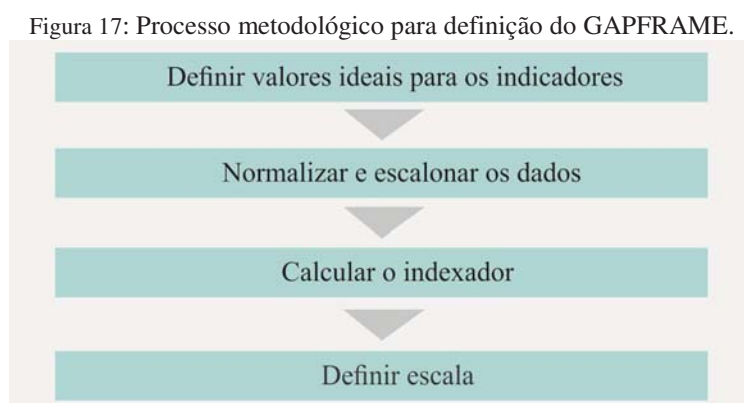 Figura 17: Processo metodológico para definição do GAPFRAME.
Definir valores ideais para os indicadores
Normalizar e escalonar os dados
Calcular o indexador
Definir escala